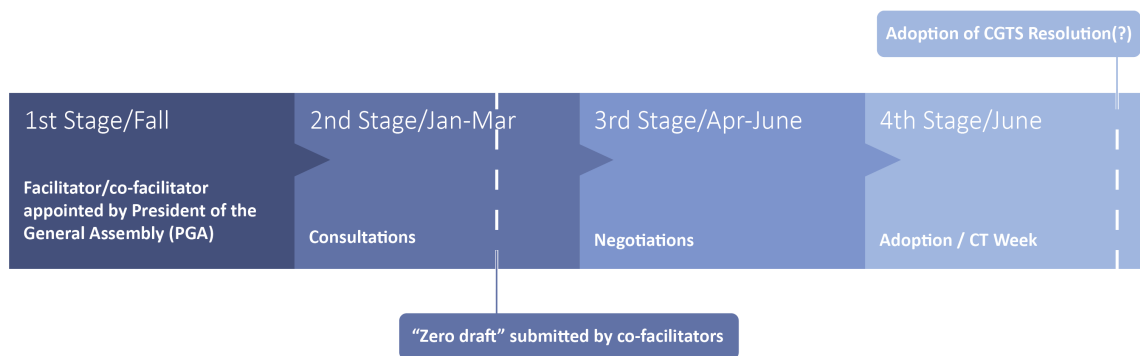 Adoption of CGTS Resolution(?)
1st Stage/Fall
Facilitator/co-facilitator
appointed by President of the
General Assembly (PGA)
2nd Stage/Jan-Mar
Consultations
3rd Stage/Apr-June
Negotiations
4th Stage/June
Adoption / CT Week
“Zero draft” submitted by co-facilitators